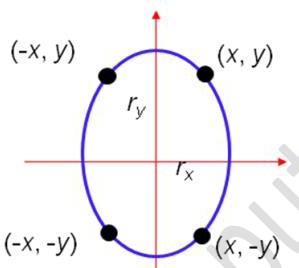 (-x, y) (x, y)
r_y
r_x
(-x, -y) (x, -y)